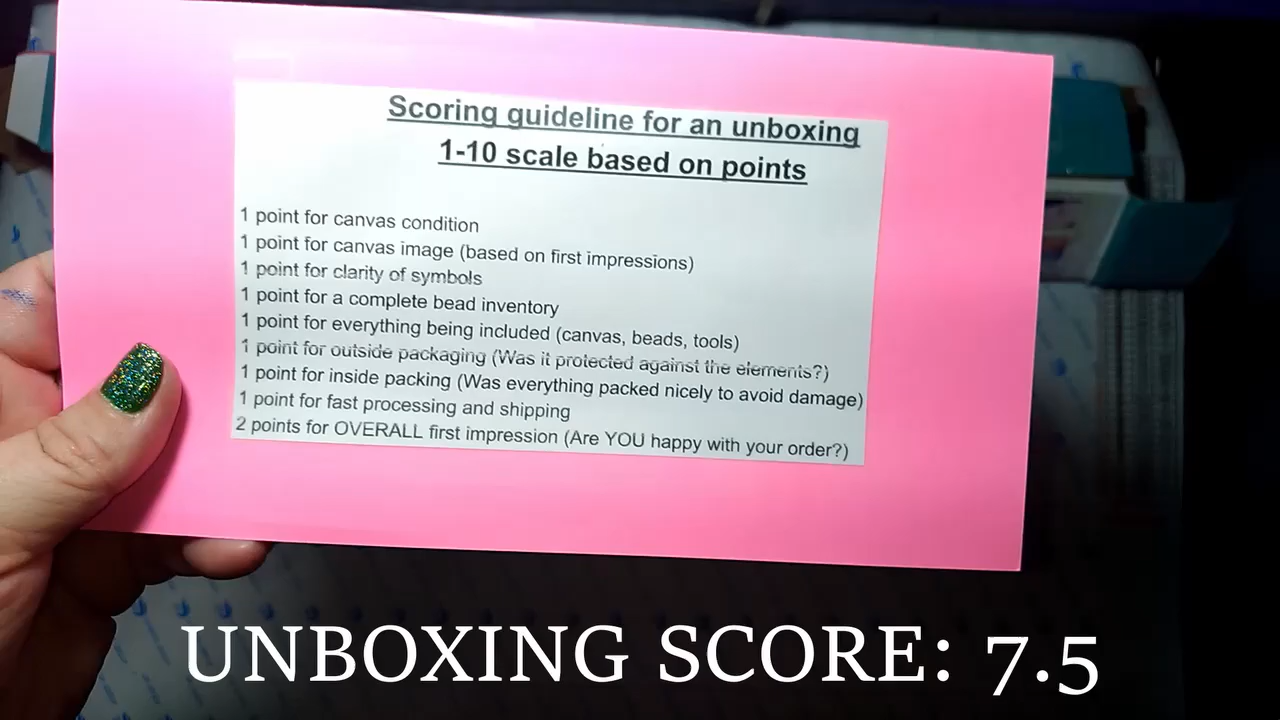 Scoring guideline for an unboxing
1-10 scale based on points
1 point for canvas condition
1 point for canvas image (based on first impressions)
1 point for clarity of symbols
1 point for a complete bead inventory
1 point for everything being included (canvas, beads, tools)
1 point for outside packaging (Was it protected against the elements?)
1 point for inside packing (Was everything packed nicely to avoid damage)
1 point for fast processing and shipping
2 points for OVERALL first impression (Are YOU happy with your order?)
UNBOXING SCORE: 7.5